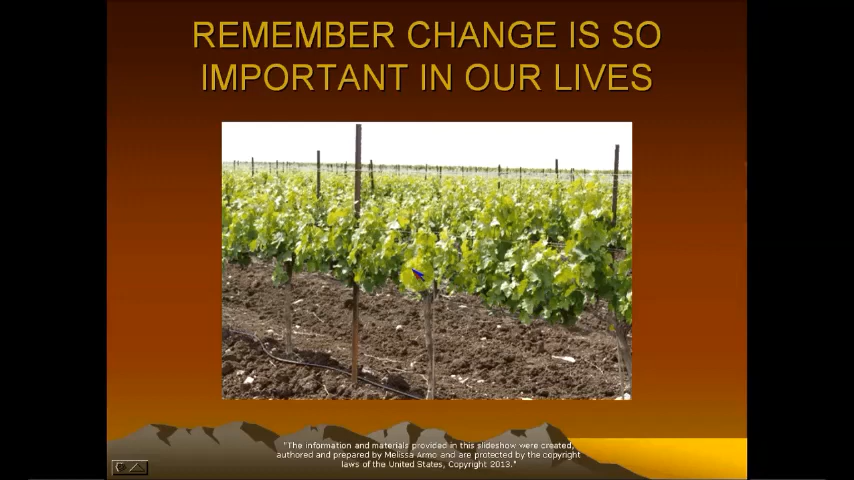 REMEMBER CHANGE IS SO
IMPORTANT IN OUR LIVES
"The information and materials provided in this slideshow were created,
authored and prepared by Melissa Armo and are protected by the copyright
laws of the United States, Copyright 2013."